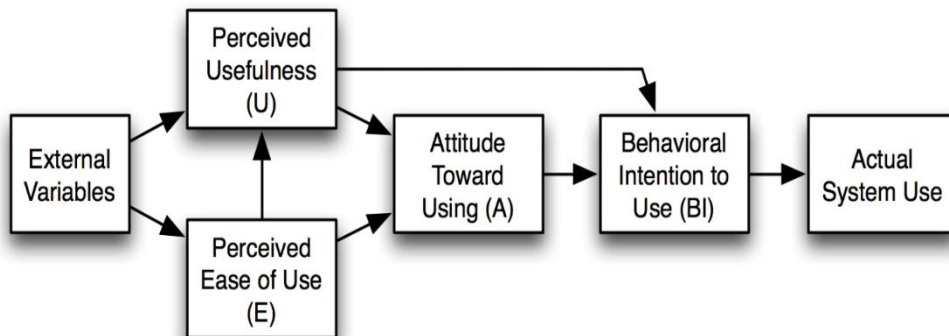 External
Variables
Perceived
Usefulness
(U)
Perceived
Ease of Use
(E)
Attitude
Toward
Using (A)
Behavioral
Intention to
Use (BI)
Actual
System Use